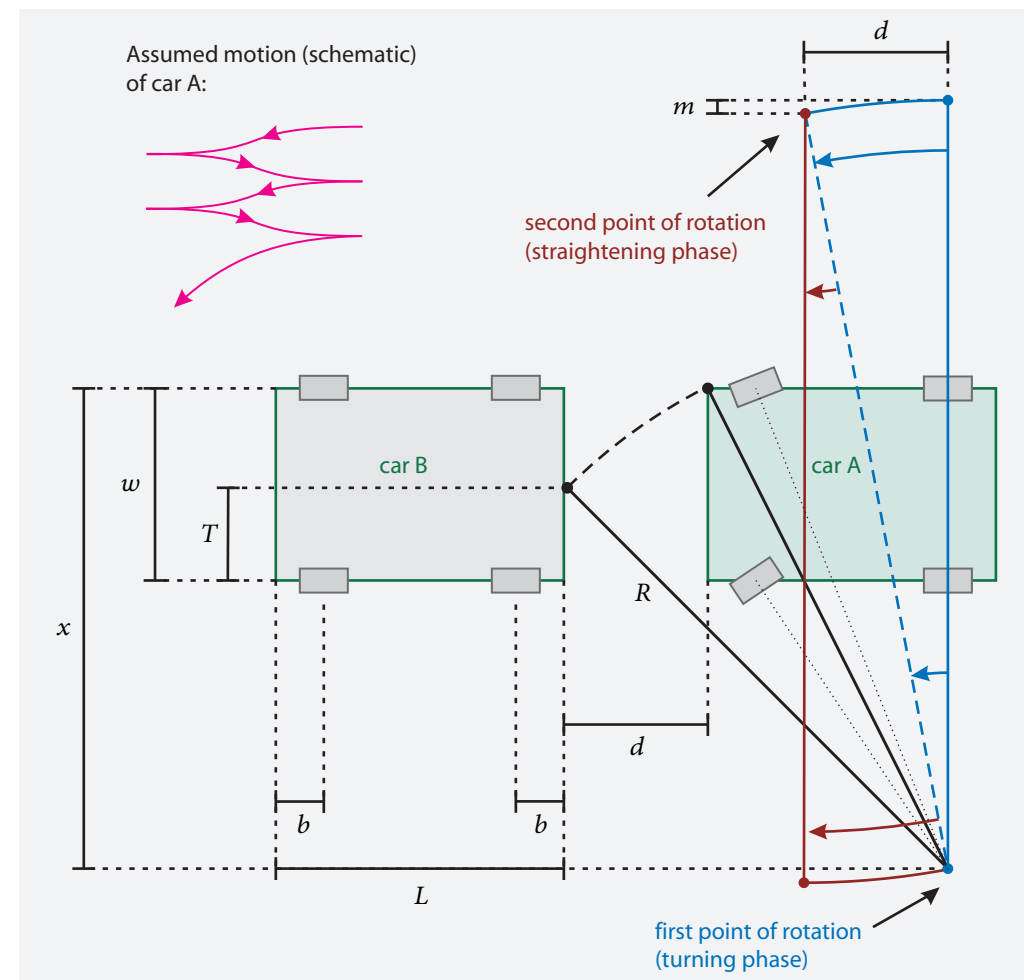 Assumed motion (schematic)
of car A:
d
m
second point of rotation
(straightening phase)
w
car B
car A
T
R
x
d
b
b
L
first point of rotation
(turning phase)